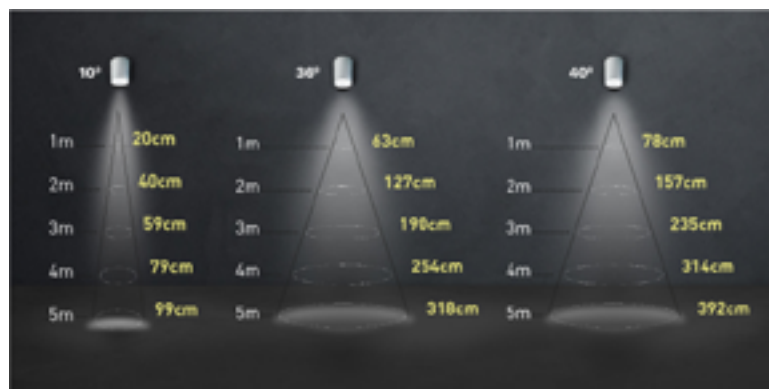 10° 36° 40°
1m 20cm 1m 63cm 1m 78cm
2m 40cm 2m 127cm 2m 157cm
3m 59cm 3m 190cm 3m 235cm
4m 79cm 4m 254cm 4m 314cm
5m 99cm 5m 318cm 5m 392cm